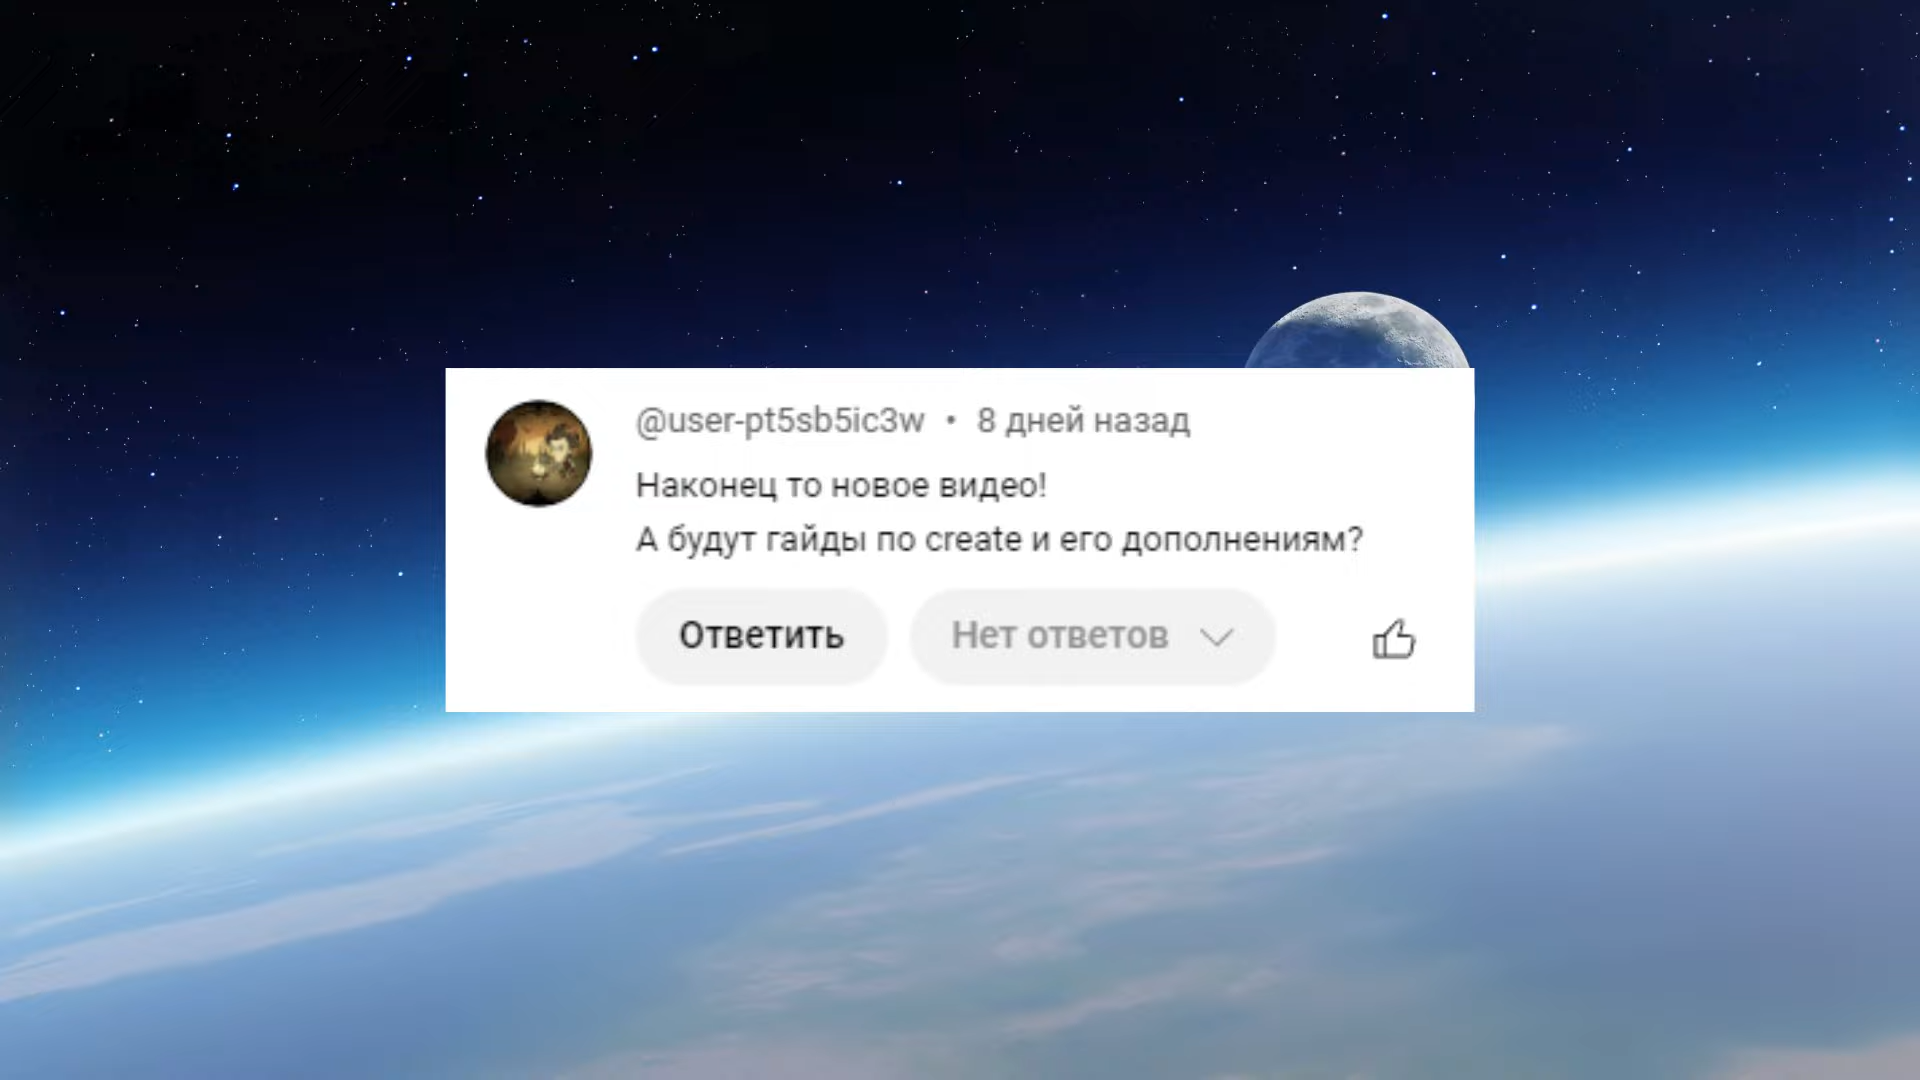 @user-pt5sb5ic3w • 8 дней назад
Наконец то новое видео!
А будут гайды по create и его дополнениям?
Ответить
Нет ответов